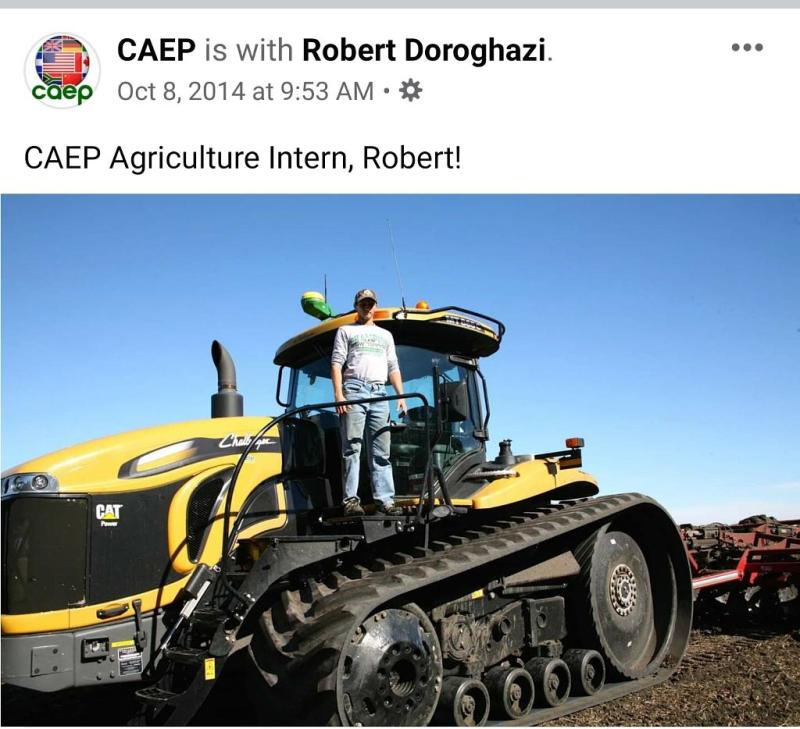 CAEP is with Robert Doroghazi.
caep
Oct 8, 2014 at 9:53 AM •
CAEP Agriculture Intern, Robert!
Challenger
CAT
Power